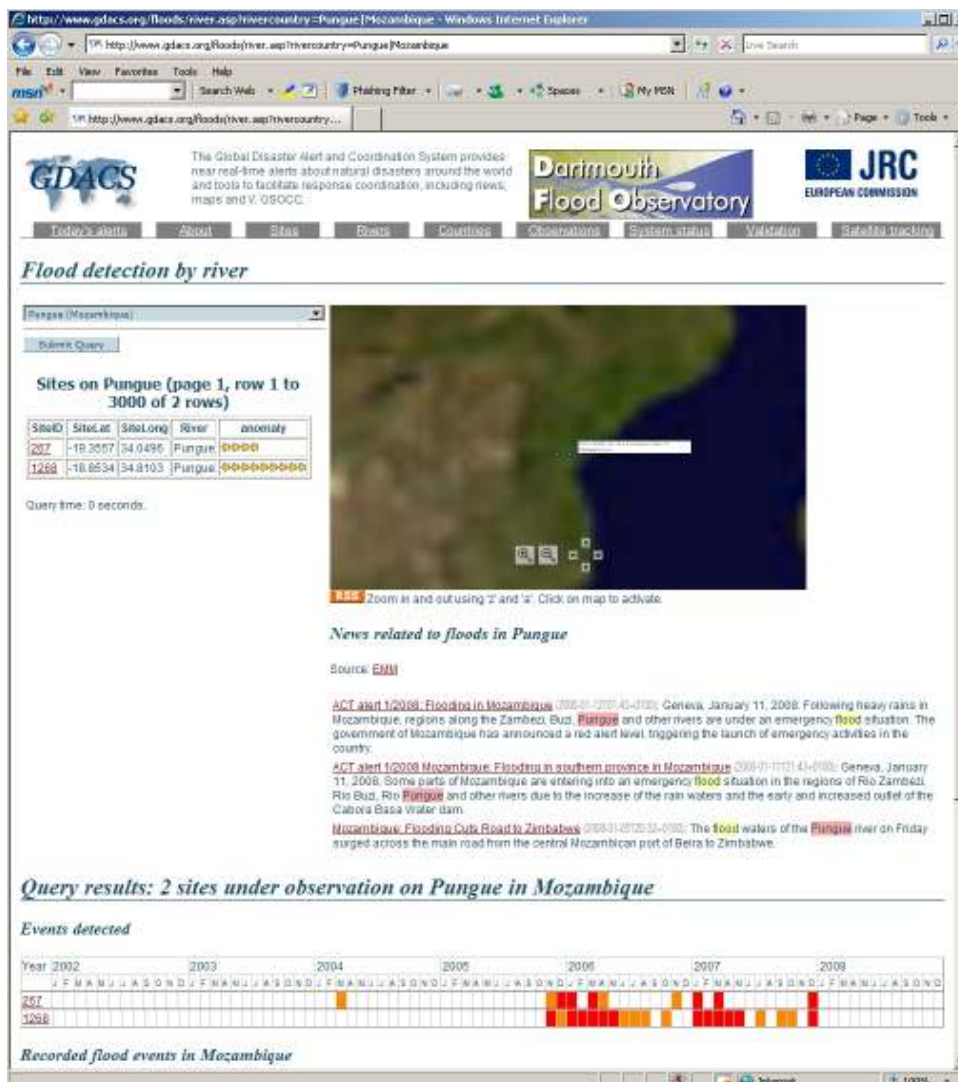 http://www.gdacs.org/floods/river.asp?rivercountry=Pungue|Mozambique - Windows Internet Explorer
http://www.gdacs.org/floods/river.asp?rivercountry=Pungue|Mozambique
Live Search
File Edit View Favorites Tools Help
msn Search Web Phishing Filter Spaces My MSN
http://www.gdacs.org/floods/river.asp?rivercountry... Page Tools
GDACS
The Global Disaster Alert and Coordination System provides
near real-time alerts about natural disasters around the world
and tools to facilitate response coordination, including news,
maps and V. OSOCC.
Dartmouth
Flood Observatory
JRC
EUROPEAN COMMISSION
Today's alerts About Sites Rivers Countries Observations System status Validation Satellite tracking
Flood detection by river
Pungue (Mozambique)
Submit Query
Sites on Pungue (page 1, row 1 to
3000 of 2 rows)
SiteID SiteLat SiteLong River anomaly
267 -19.3557 34.0496 Pungue
1268 -18.8534 34.8103 Pungue
Query time: 0 seconds.
RSS Zoom in and out using 'z' and 'a'. Click on map to activate.
News related to floods in Pungue
Source: EMM
ACT alert 1/2008: Flooding in Mozambique Geneva, January 11, 2008. Following heavy rains in
Mozambique, regions along the Zambezi, Buzi, Pungue and other rivers are under an emergency flood situation. The
government of Mozambique has announced a red alert level, triggering the launch of emergency activities in the
country.
ACT alert 1/2008 Mozambique: Flooding in southern province in Mozambique Geneva, January
11, 2008. Some parts of Mozambique are entering into an emergency flood situation in the regions of Rio Zambezi,
Rio Buzi, Rio Pungue and other rivers due to the increase of the rain waters and the early and increased outlet of the
Cabora Basa Water dam.
Mozambique: Flooding Cuts Road to Zimbabwe The flood waters of the Pungue river on Friday
surged across the main road from the central Mozambican port of Beira to Zimbabwe.
Query results: 2 sites under observation on Pungue in Mozambique
Events detected
Year 2002 2003 2004 2005 2006 2007 2008
J F M A M J J A S O N D J F M A M J J A S O N D J F M A M J J A S O N D J F M A M J J A S O N D J F M A M J J A S O N D J F M A M J J A S O N D J F M A M J J A S O N D
267
1268
Recorded flood events in Mozambique
Internet 100%